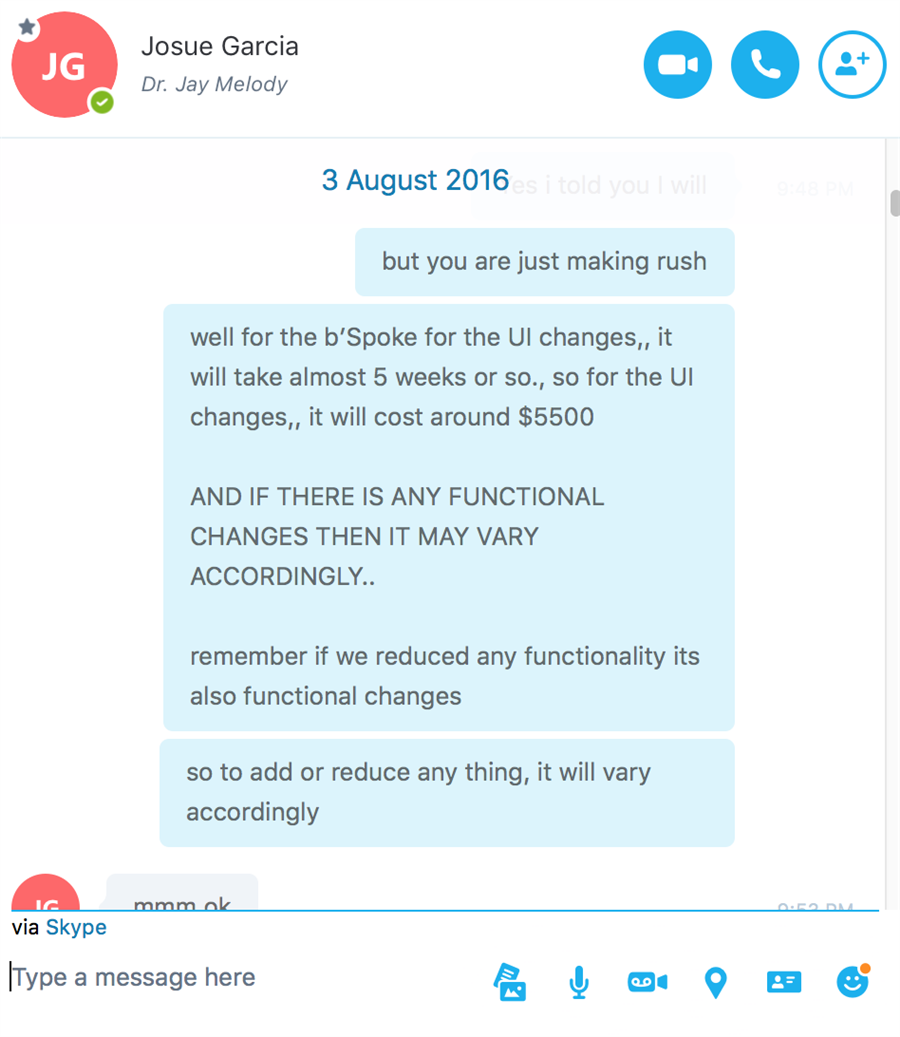 JG
Josue Garcia
Dr. Jay Melody
3 August 2016
yes i told you I will
9:48 PM
but you are just making rush
well for the b’Spoke for the UI changes,, it
will take almost 5 weeks or so., so for the UI
changes,, it will cost around $5500
AND IF THERE IS ANY FUNCTIONAL
CHANGES THEN IT MAY VARY
ACCORDINGLY..
remember if we reduced any functionality its
also functional changes
so to add or reduce any thing, it will vary
accordingly
JG
mmm ok
9:53 PM
via Skype
Type a message here